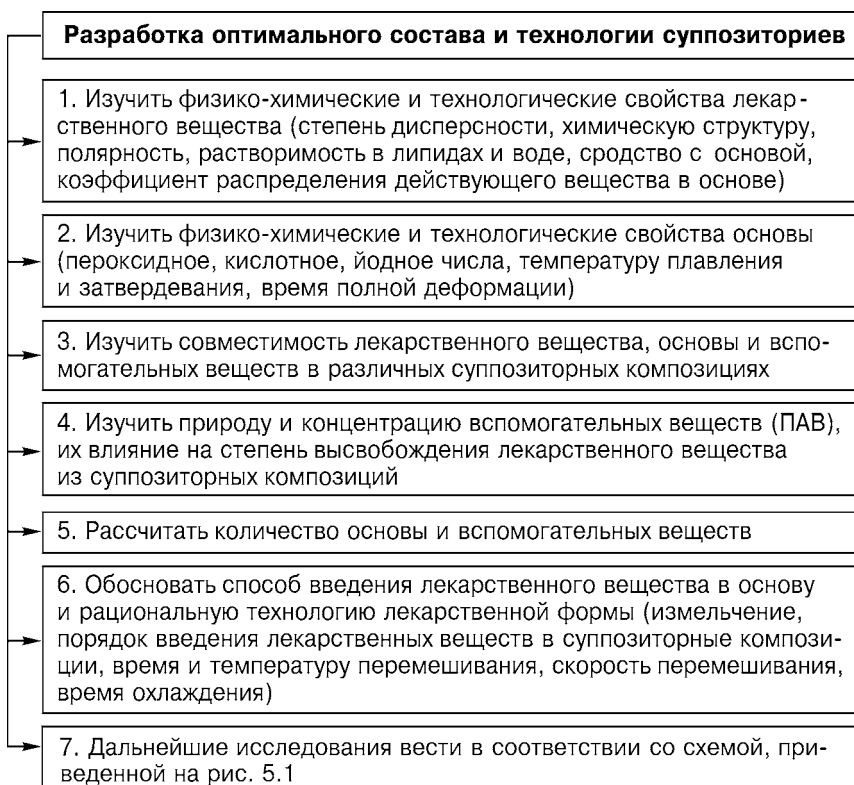 Разработка оптимального состава и технологии суппозиториев
1. Изучить физико-химические и технологические свойства лекар-
ственного вещества (степень дисперсности, химическую структуру,
полярность, растворимость в липидах и воде, сродство с основой,
коэффициент распределения действующего вещества в основе)
2. Изучить физико-химические и технологические свойства основы
(пероксидное, кислотное, йодное числа, температуру плавления
и затвердевания, время полной деформации)
3. Изучить совместимость лекарственного вещества, основы и вспо-
могательных веществ в различных суппозиторных композициях
4. Изучить природу и концентрацию вспомогательных веществ (ПАВ),
их влияние на степень высвобождения лекарственного вещества
из суппозиторных композиций
5. Рассчитать количество основы и вспомогательных веществ
6. Обосновать способ введения лекарственного вещества в основу
и рациональную технологию лекарственной формы (измельчение,
порядок введения лекарственных веществ в суппозиторные компози-
ции, время и температуру перемешивания, скорость перемешивания,
время охлаждения)
7. Дальнейшие исследования вести в соответствии со схемой, при-
веденной на рис. 5.1